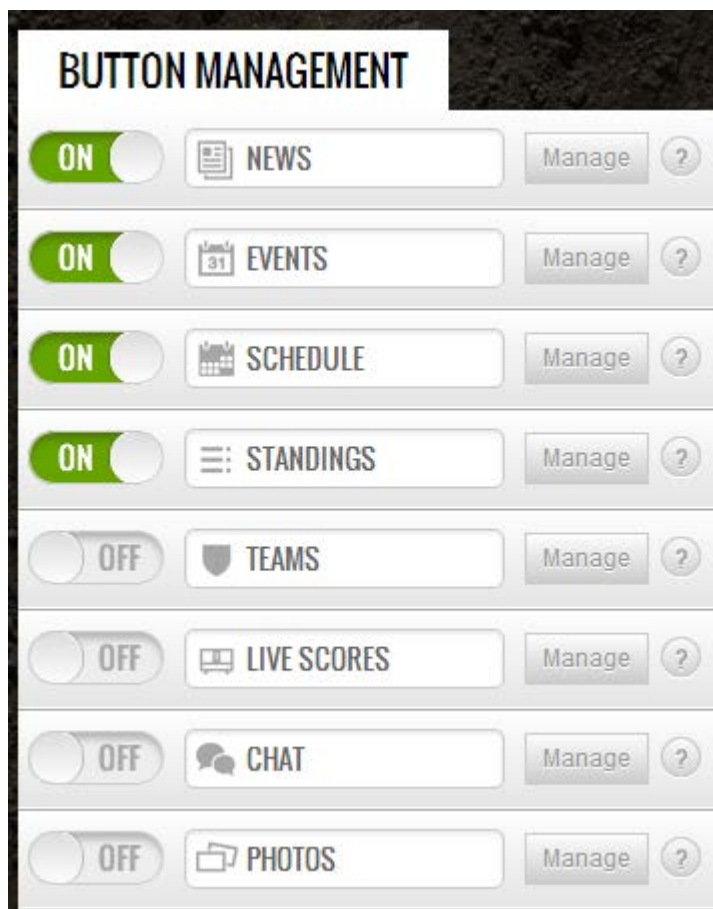 BUTTON MANAGEMENT
ON NEWS Manage ?
ON 31 EVENTS Manage ?
ON SCHEDULE Manage ?
ON STANDINGS Manage ?
OFF TEAMS Manage ?
OFF LIVE SCORES Manage ?
OFF CHAT Manage ?
OFF PHOTOS Manage ?